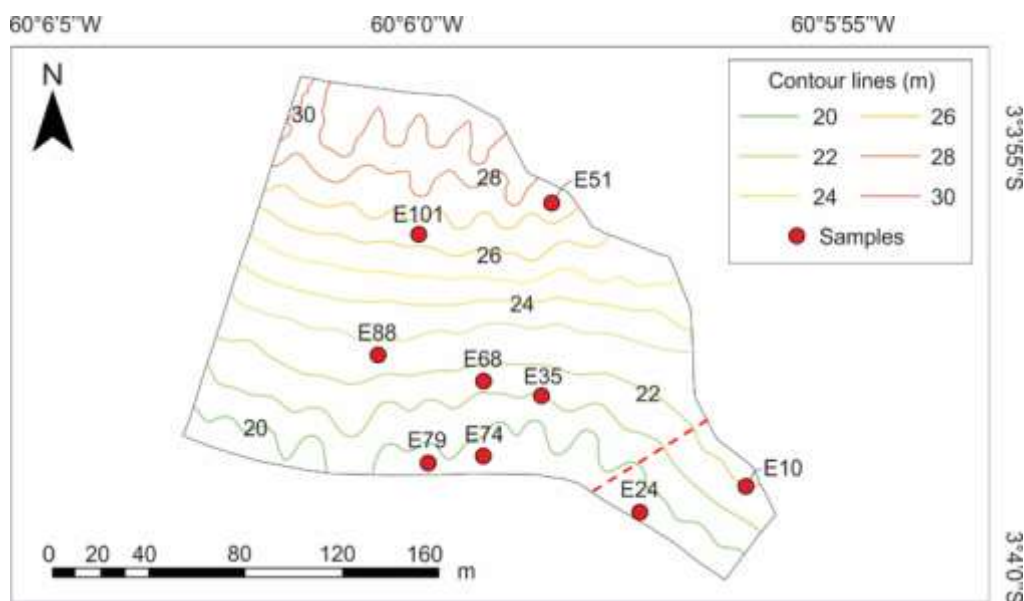 60°6'5''W 60°6'0''W 60°5'55''W
N
Contour lines (m)
20 26
22 28
24 30
Samples
3°3'55''S
30
28
E51
E101
26
24
E88
E68
E35
22
20
E79
E74
E10
E24
0 20 40 80 120 160
m
3°4'0''S